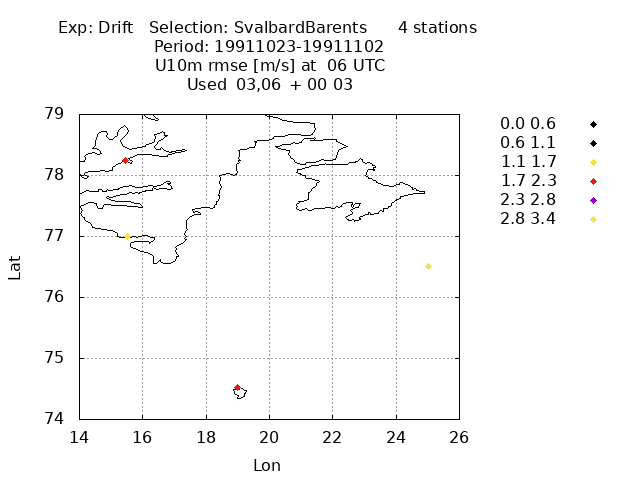 Exp: Drift   Selection: SvalbardBarents      4 stations
Period: 19911023-19911102
U10m rmse [m/s] at  06 UTC
Used  03,06  + 00 03
79
78
77
76
75
74
14 16 18 20 22 24 26
Lat
Lon
0.0 0.6
0.6 1.1
1.1 1.7
1.7 2.3
2.3 2.8
2.8 3.4